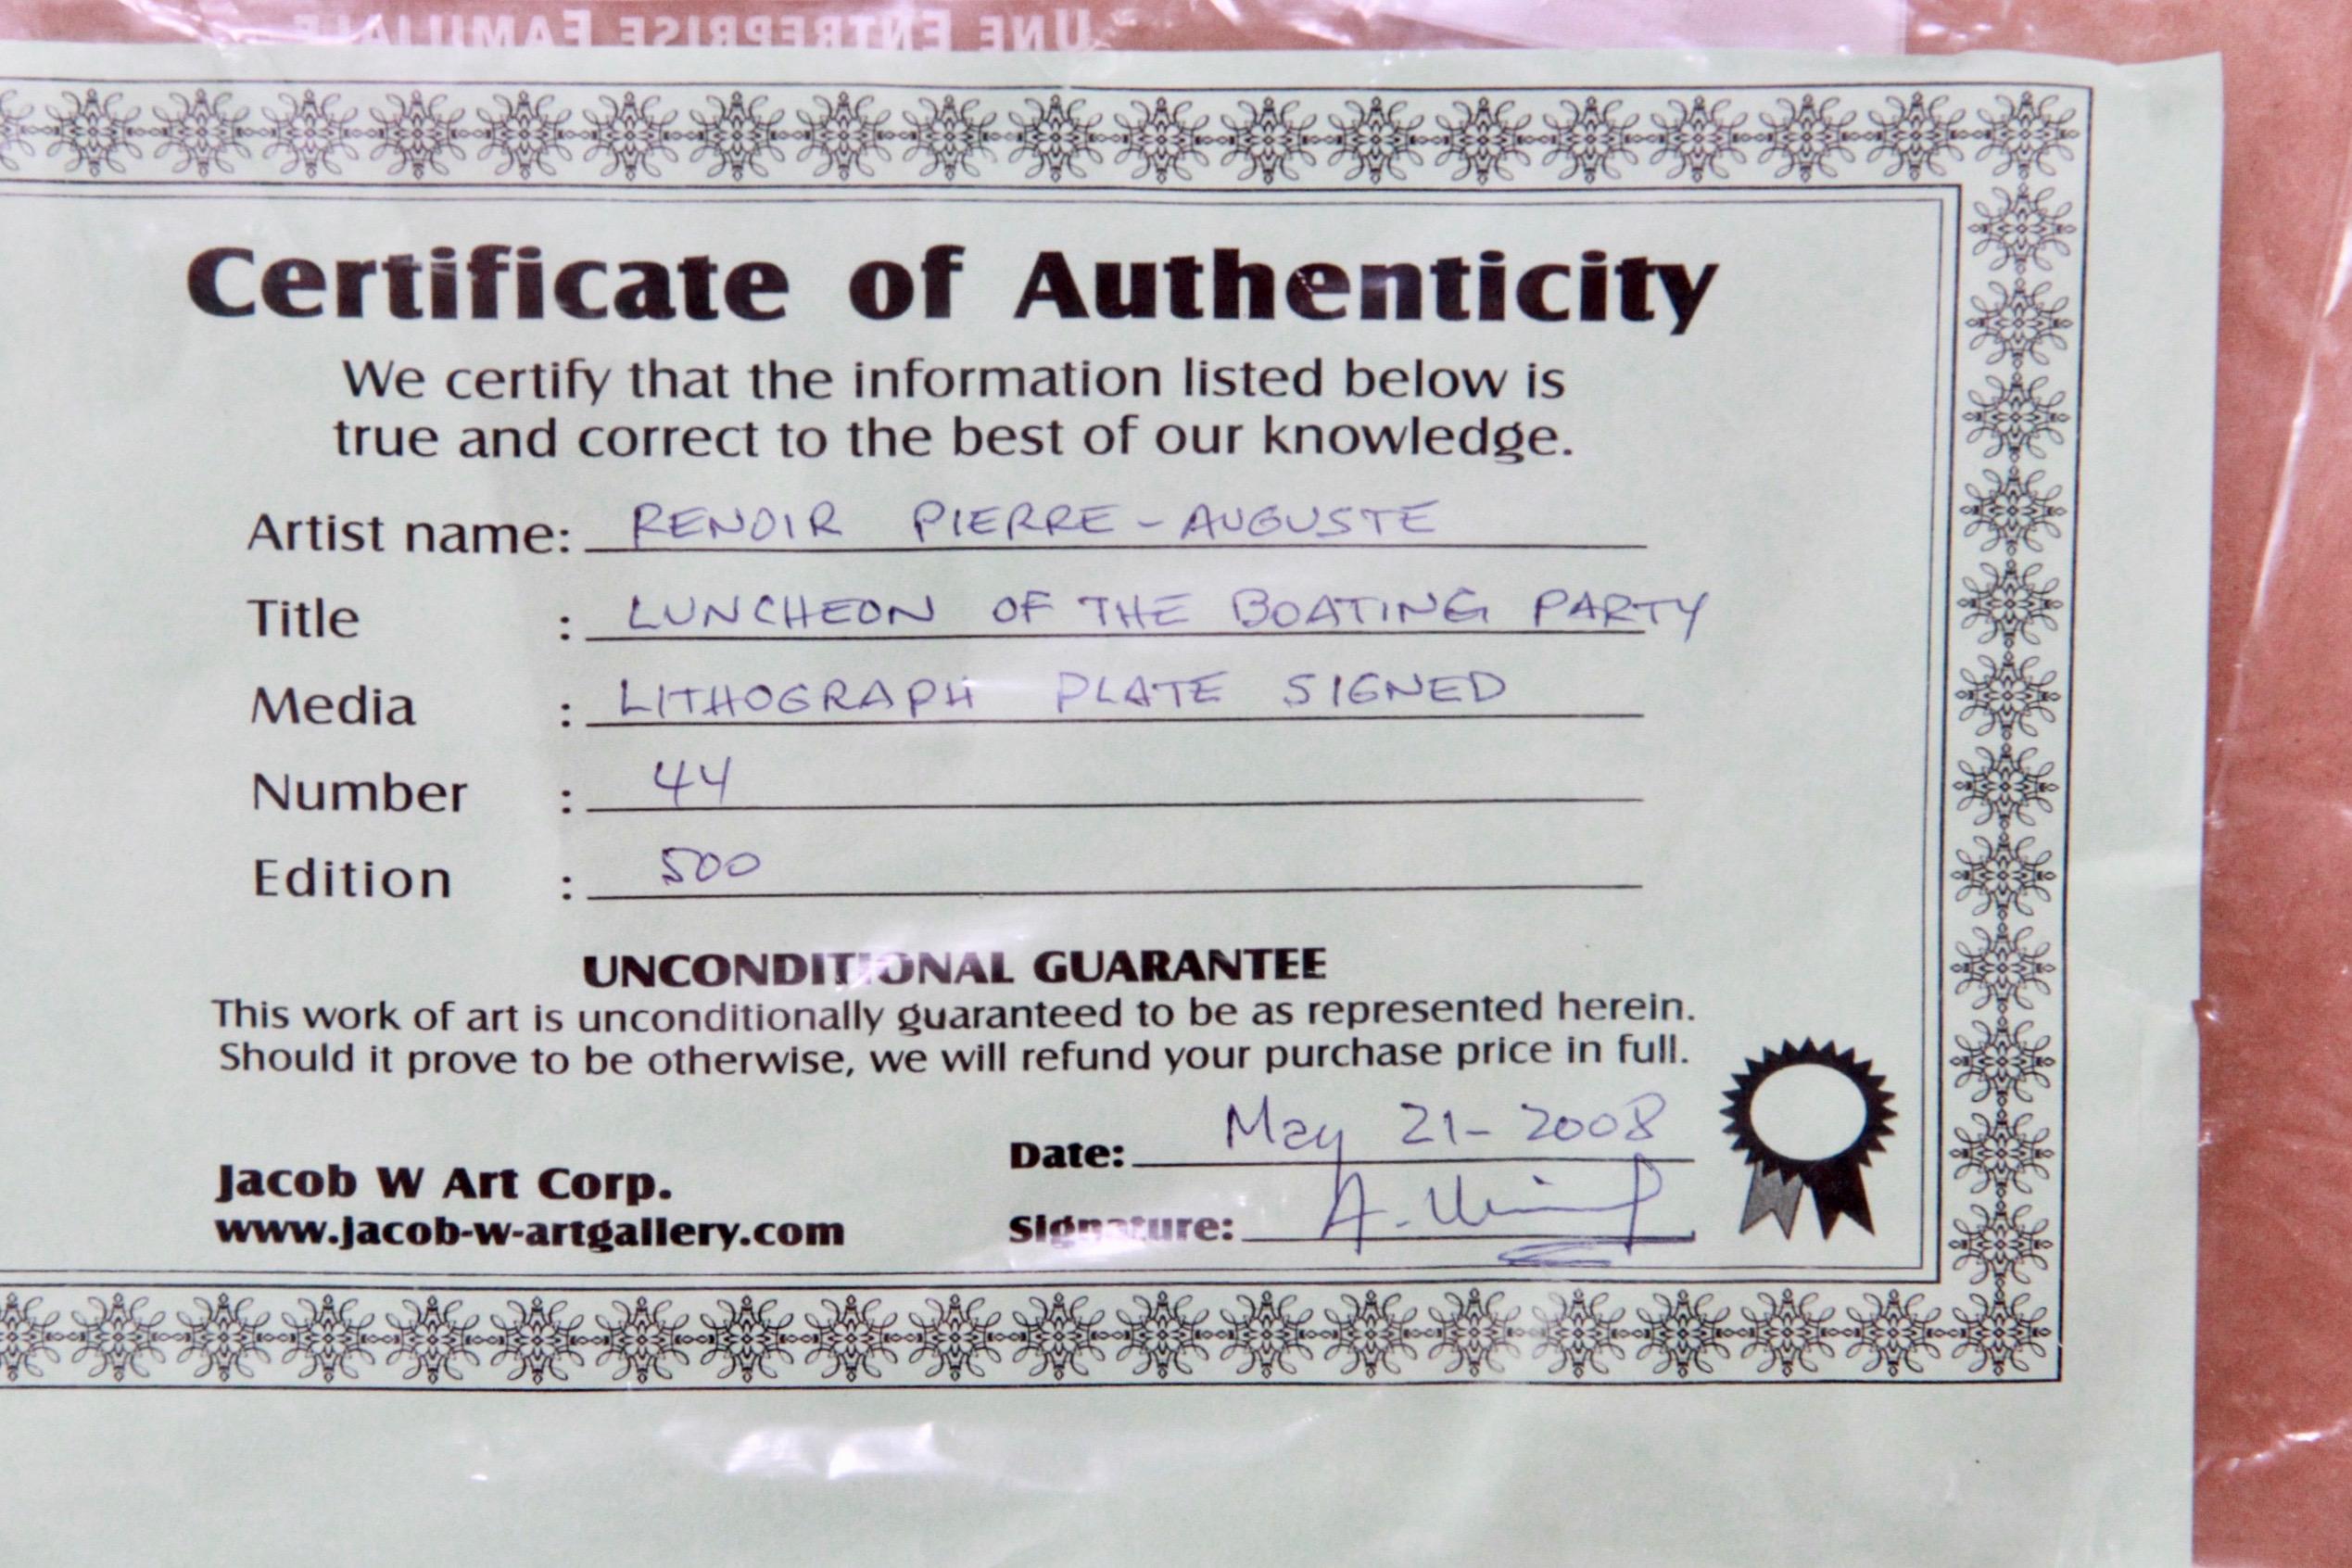 UNE ENTREPRISE FAMILIALE
Certificate of Authenticity
We certify that the information listed below is
true and correct to the best of our knowledge.
Artist name: RENOIR PIERRE-AUGUSTE
Title : LUNCHEON OF THE BOATING PARTY
Media : LITHOGRAPH PLATE SIGNED
Number : 44
Edition : 500
UNCONDITIONAL GUARANTEE
This work of art is unconditionally guaranteed to be as represented herein.
Should it prove to be otherwise, we will refund your purchase price in full.
Date: May 21-2008
Jacob W Art Corp.
www.jacob-w-artgallery.com
Signature: A.